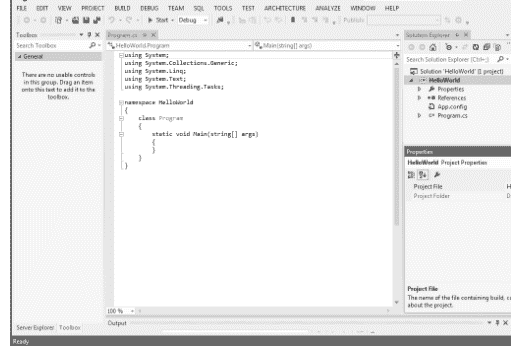 FILE EDIT VIEW PROJECT BUILD DEBUG TEAM SQL TOOLS TEST ARCHITECTURE ANALYZE WINDOW HELP
Start Debug
Toolbox
Search Toolbox
General
There are no usable controls
in this group. Drag an item
onto this text to add it to the
toolbox.
Server Explorer Toolbox
Program.cs
HelloWorld.Program Main(string[] args)
using System;
using System.Collections.Generic;
using System.Linq;
using System.Text;
using System.Threading.Tasks;
namespace HelloWorld
{
class Program
{
static void Main(string[] args)
{
}
}
}
100 %
Output
Solution Explorer
Search Solution Explorer (Ctrl+;)
Solution 'HelloWorld' (1 project)
HelloWorld
Properties
References
App.config
Program.cs
Properties
HelloWorld Project Properties
Project File H
Project Folder D
Project File
The name of the file containing build, co
about the project.
Ready